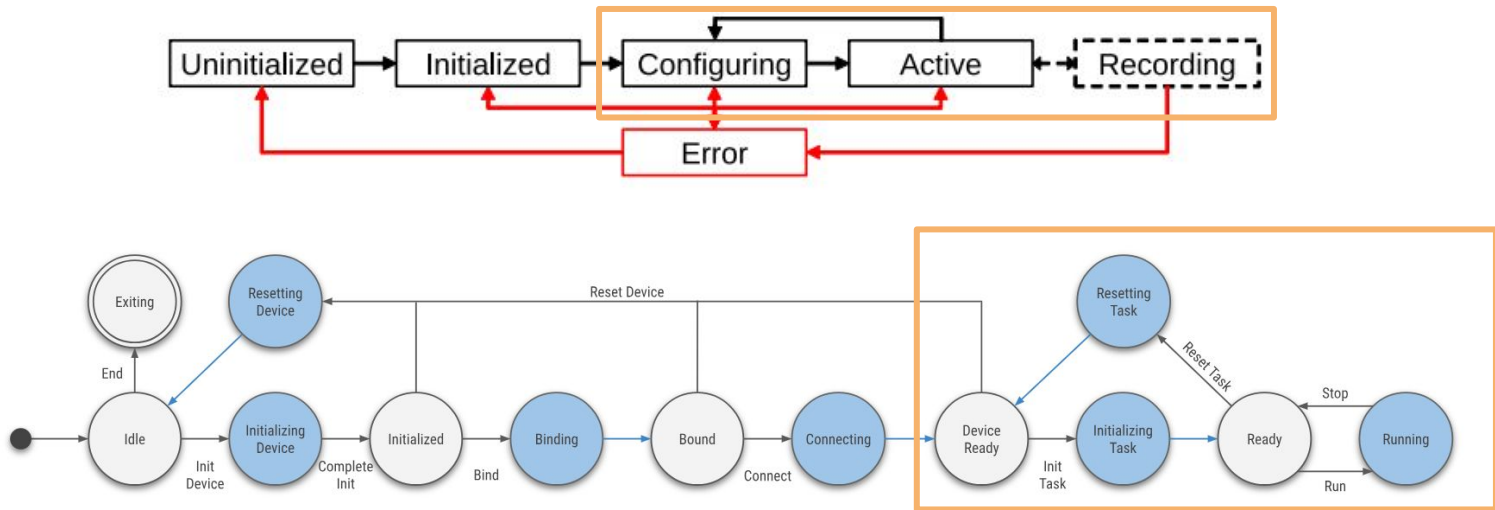 Uninitialized
Initialized
Configuring
Active
Recording
Error
Exiting
Resetting
Device
Reset Device
Resetting
Task
End
Reset Task
Stop
Idle
Initializing
Device
Initialized
Binding
Bound
Connecting
Device
Ready
Initializing
Task
Ready
Running
Init
Device
Complete
Init
Bind
Connect
Init
Task
Run